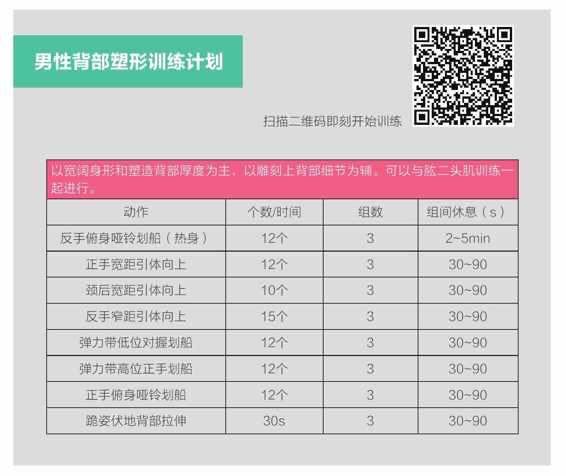 男性背部塑形训练计划
扫描二维码即刻开始训练
以宽阔身形和塑造背部厚度为主，以雕刻上背部细节为辅。可以与肱二头肌训练一
起进行。
动作 个数/时间 组数 组间休息（s）
反手俯身哑铃划船（热身） 12个 3 2~5min
正手宽距引体向上 12个 3 30~90
颈后宽距引体向上 10个 3 30~90
反手窄距引体向上 15个 3 30~90
弹力带低位对握划船 12个 3 30~90
弹力带高位正手划船 12个 3 30~90
正手俯身哑铃划船 12个 3 30~90
跪姿伏地背部拉伸 30s 3 30~90